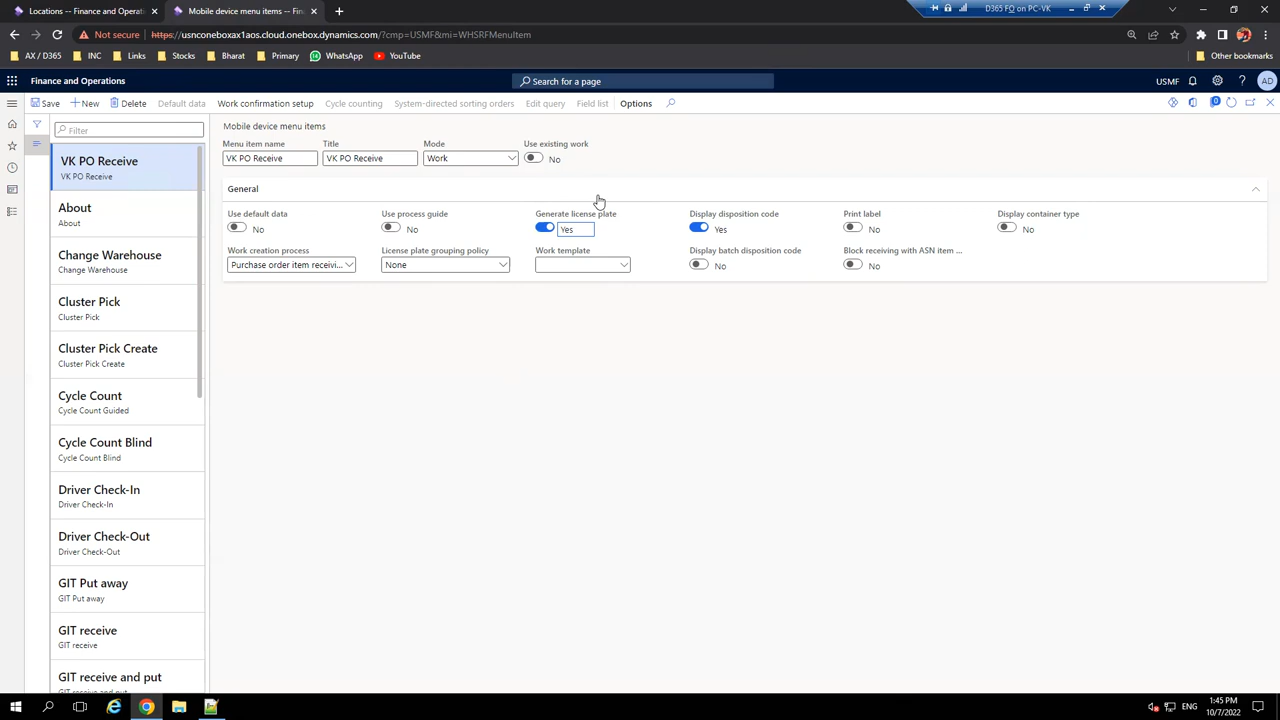 Locations -- Finance and Operati
Mobile device menu items -- Fina
D365 FO on PC-VK
Not secure
https://usnconeboxax1aos.cloud.onebox.dynamics.com/?cmp=USMF&mi=WHSRFMenuItem
AX / D365
INC
Links
Stocks
Bharat
Primary
WhatsApp
YouTube
Other bookmarks
Finance and Operations
Search for a page
USMF
AD
Save
New
Delete
Default data
Work confirmation setup
Cycle counting
System-directed sorting orders
Edit query
Field list
Options
0
Filter
VK PO Receive
VK PO Receive
About
About
Change Warehouse
Change Warehouse
Cluster Pick
Cluster Pick
Cluster Pick Create
Cluster Pick Create
Cycle Count
Cycle Count Guided
Cycle Count Blind
Cycle Count Blind
Driver Check-In
Driver Check-In
Driver Check-Out
Driver Check-Out
GIT Put away
GIT Put away
GIT receive
GIT receive
GIT receive and put
GIT receive and put
Mobile device menu items
Menu item name
Title
Mode
Use existing work
VK PO Receive
VK PO Receive
Work
No
General
Use default data
Use process guide
Generate license plate
Display disposition code
Print label
Display container type
No
No
Yes
Yes
No
No
Work creation process
License plate grouping policy
Work template
Display batch disposition code
Block receiving with ASN item ...
Purchase order item receivi...
None
No
No
ENG
1:45 PM
10/7/2022